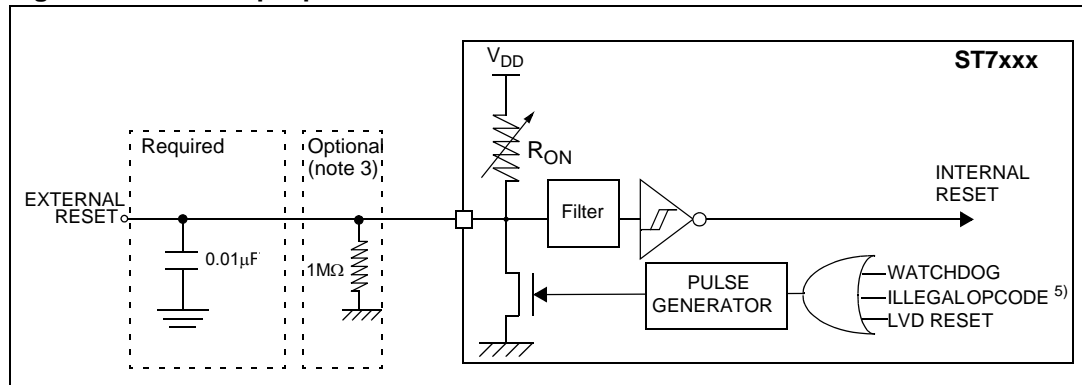 ST7xxx
VDD
RON
Required
Optional
(note 3)
EXTERNAL
RESET
0.01μF
1MΩ
Filter
INTERNAL
RESET
PULSE
GENERATOR
WATCHDOG
ILLEGAL OPCODE 5)
LVD RESET